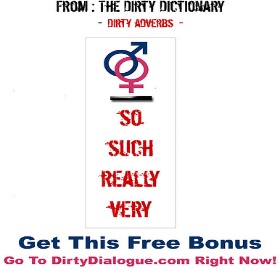 FROM : THE DIRTY DICTIONARY
- DIRTY ADVERBS -
SO
SUCH
REALLY
VERY
Get This Free Bonus
Go To DirtyDialogue.com Right Now!